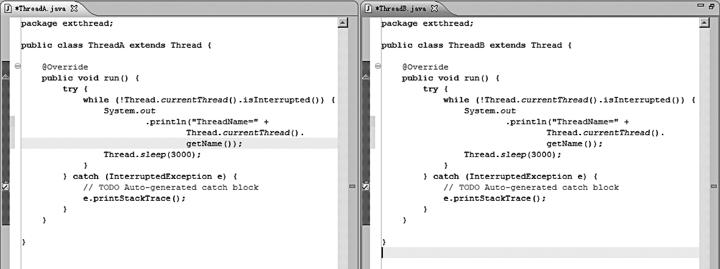 *ThreadA.java
package extthread;
public class ThreadA extends Thread {
@Override
public void run() {
try {
while (!Thread.currentThread().isInterrupted()) {
System.out
.println("ThreadName=" +
Thread.currentThread().
getName());
Thread.sleep(3000);
}
} catch (InterruptedException e) {
// TODO Auto-generated catch block
e.printStackTrace();
}
}
}
*ThreadB.java
package extthread;
public class ThreadB extends Thread {
@Override
public void run() {
try {
while (!Thread.currentThread().isInterrupted()) {
System.out
.println("ThreadName=" +
Thread.currentThread().
getName());
Thread.sleep(3000);
}
} catch (InterruptedException e) {
// TODO Auto-generated catch block
e.printStackTrace();
}
}
}